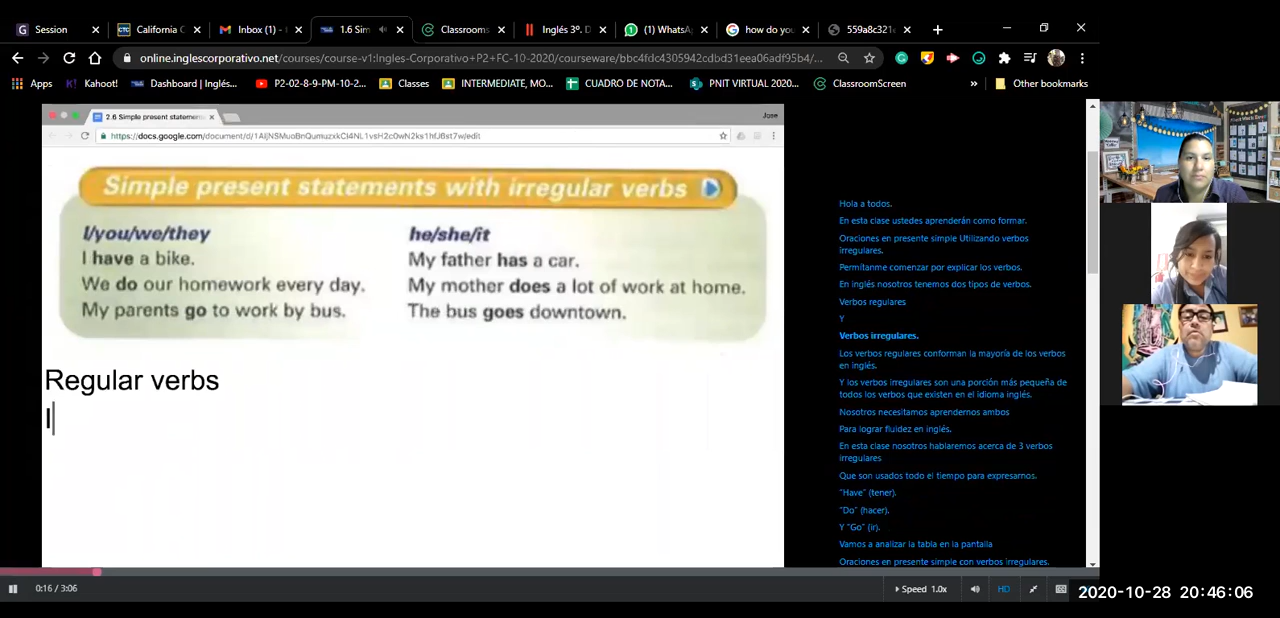 Session
California C
Inbox (1) -
1.6 Sim
Classrooms
Inglés 3º. D
(1) WhatsA
how do you
559a8c321e
online.inglescorporativo.net/courses/course-v1:Ingles-Corporativo+P2+FC-10-2020/courseware/bbc4fdc4305942cdbd31eea06adf95b4/...
Apps
Kahoot!
Dashboard | Inglés...
P2-02-8-9-PM-10-2...
Classes
INTERMEDIATE, MO...
CUADRO DE NOTA...
PNIT VIRTUAL 2020...
ClassroomScreen
»
Other bookmarks
2.6 Simple present statement
Jose
Simple present statements with irregular verbs
I/you/we/they
I have a bike.
We do our homework every day.
My parents go to work by bus.
he/she/it
My father has a car.
My mother does a lot of work at home.
The bus goes downtown.
Regular verbs
I
Hola a todos.
En esta clase ustedes aprenderán como formar.
Oraciones en presente simple Utilizando verbos
irregulares.
Permítanme comenzar por explicar los verbos.
En inglés nosotros tenemos dos tipos de verbos.
Verbos regulares
Y
Verbos irregulares.
Los verbos regulares conforman la mayoría de los verbos
en inglés.
Y los verbos irregulares son una porción más pequeña de
todos los verbos que existen en el idioma inglés.
Nosotros necesitamos aprendernos ambos
Para lograr fluidez en inglés.
En esta clase nosotros hablaremos acerca de 3 verbos
irregulares
Que son usados todo el tiempo para expresarnos.
"Have" (tener).
"Do" (hacer).
Y "Go" (ir).
Vamos a analizar la tabla en la pantalla
Oraciones en presente simple con verbos irregulares.
0:16 / 3:06
Speed 1.0x
HD
2020-10-28 20:46:06